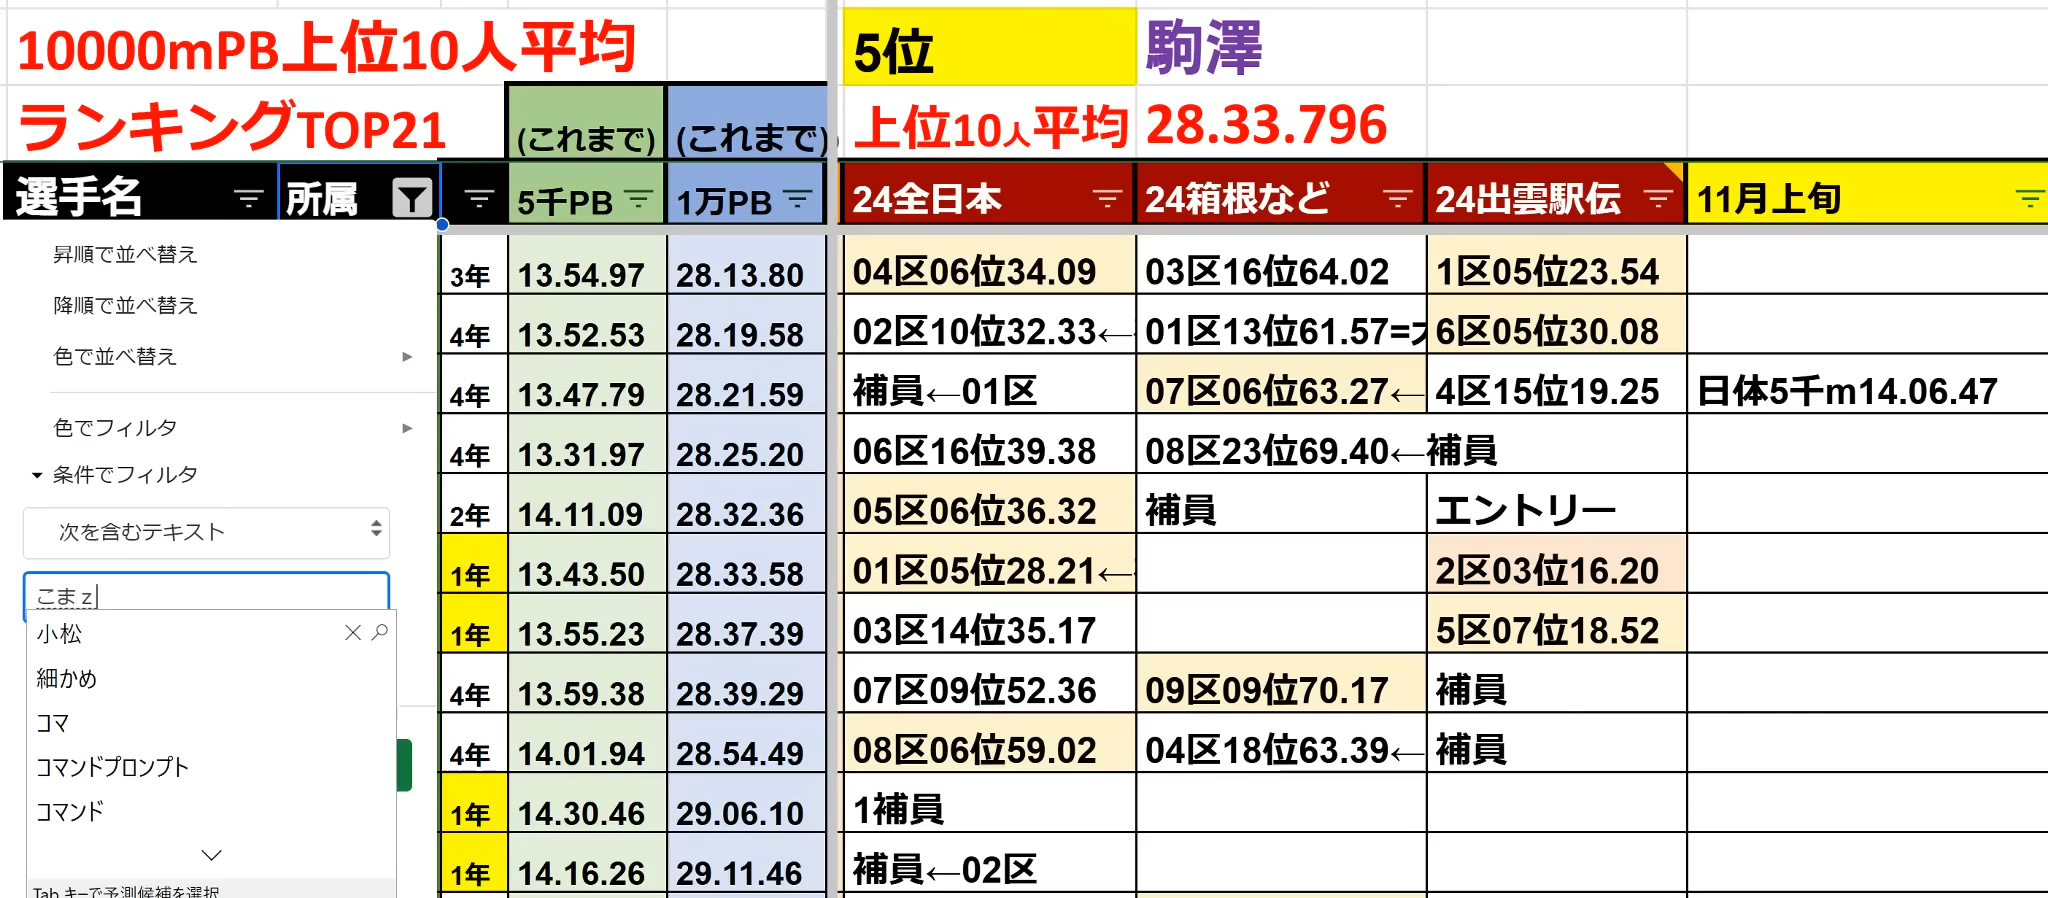 10000mPB上位10人平均
5位 駒澤
ランキングTOP21 (これまで) (これまで) 上位10人平均 28.33.796
選手名 所属 5千PB 1万PB 24全日本 24箱根など 24出雲駅伝 11月上旬
昇順で並べ替え
降順で並べ替え
色で並べ替え
色でフィルタ
条件でフィルタ
次を含むテキスト
こまz
小松
細かめ
コマ
コマンドプロンプト
コマンド
Tab キーで予測候補を選択
3年 13.54.97 28.13.80 04区06位34.09 03区16位64.02 1区05位23.54
4年 13.52.53 28.19.58 02区10位32.33← 01区13位61.57= 6区05位30.08
4年 13.47.79 28.21.59 補員←01区 07区06位63.27← 4区15位19.25 日体5千m14.06.47
4年 13.31.97 28.25.20 06区16位39.38 08区23位69.40←補員
2年 14.11.09 28.32.36 05区06位36.32 補員 エントリー
1年 13.43.50 28.33.58 01区05位28.21← 2区03位16.20
1年 13.55.23 28.37.39 03区14位35.17 5区07位18.52
4年 13.59.38 28.39.29 07区09位52.36 09区09位70.17 補員
4年 14.01.94 28.54.49 08区06位59.02 04区18位63.39← 補員
1年 14.30.46 29.06.10 1補員
1年 14.16.26 29.11.46 補員←02区